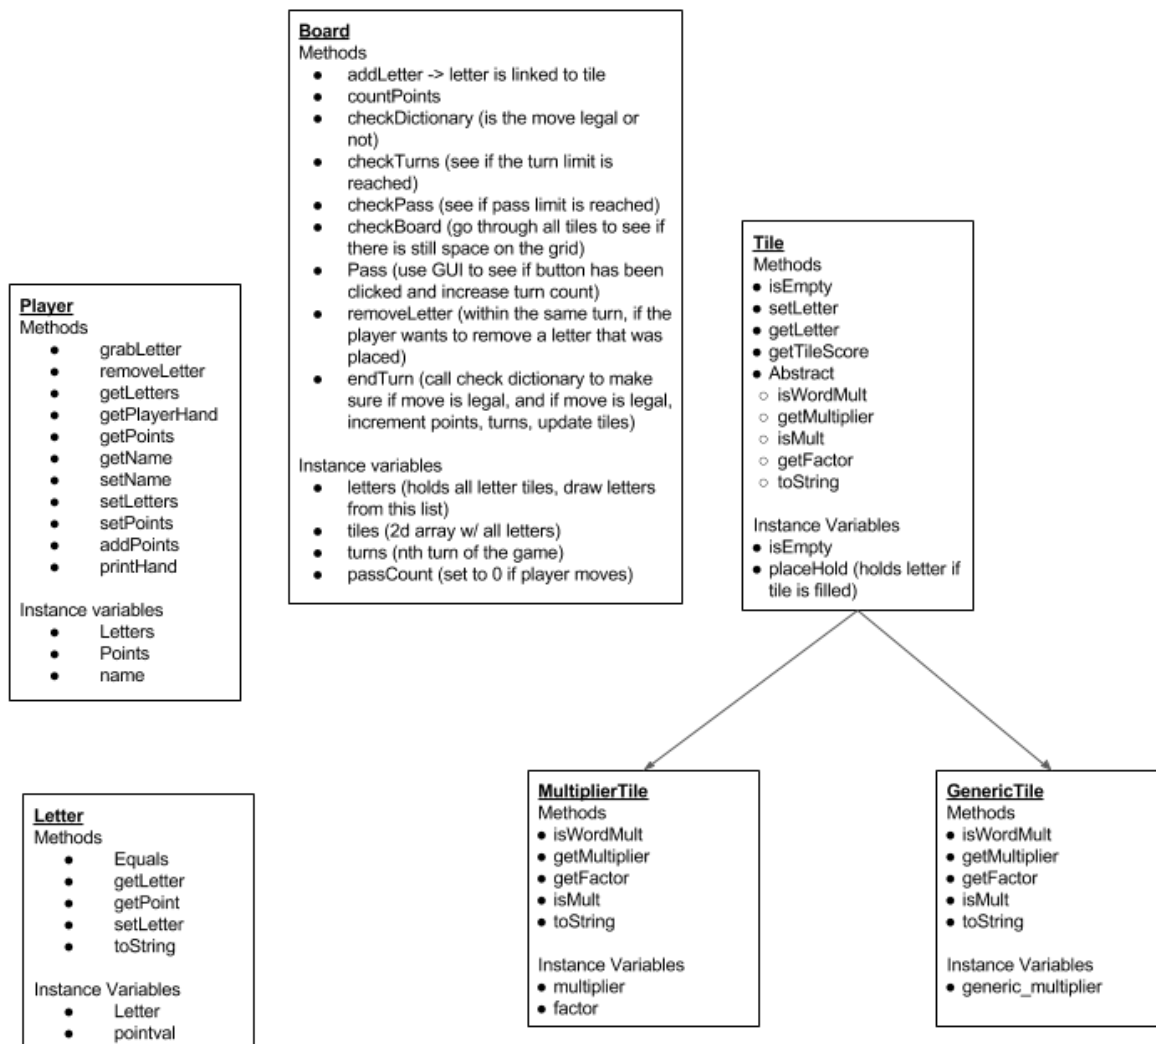 Board
Methods
● addLetter -> letter is linked to tile
● countPoints
● checkDictionary (is the move legal or
not)
● checkTurns (see if the turn limit is
reached)
● checkPass (see if pass limit is reached)
● checkBoard (go through all tiles to see if
there is still space on the grid)
● Pass (use GUI to see if button has been
clicked and increase turn count)
● removeLetter (within the same turn, if the
player wants to remove a letter that was
placed)
● endTurn (call check dictionary to make
sure if move is legal, and if move is legal,
increment points, turns, update tiles)
Instance variables
● letters (holds all letter tiles, draw letters
from this list)
● tiles (2d array w/ all letters)
● turns (nth turn of the game)
● passCount (set to 0 if player moves)
Tile
Methods
● isEmpty
● setLetter
● getLetter
● getTileScore
● Abstract
○ isWordMult
○ getMultiplier
○ isMult
○ getFactor
○ toString
Instance Variables
● isEmpty
● placeHold (holds letter if
tile is filled)
Player
Methods
● grabLetter
● removeLetter
● getLetters
● getPlayerHand
● getPoints
● getName
● setName
● setLetters
● setPoints
● addPoints
● printHand
Instance variables
● Letters
● Points
● name
Letter
Methods
● Equals
● getLetter
● getPoint
● setLetter
● toString
Instance Variables
● Letter
● pointval
MultiplierTile
Methods
● isWordMult
● getMultiplier
● getFactor
● isMult
● toString
Instance Variables
● multiplier
● factor
GenericTile
Methods
● isWordMult
● getMultiplier
● getFactor
● isMult
● toString
Instance Variables
● generic_multiplier